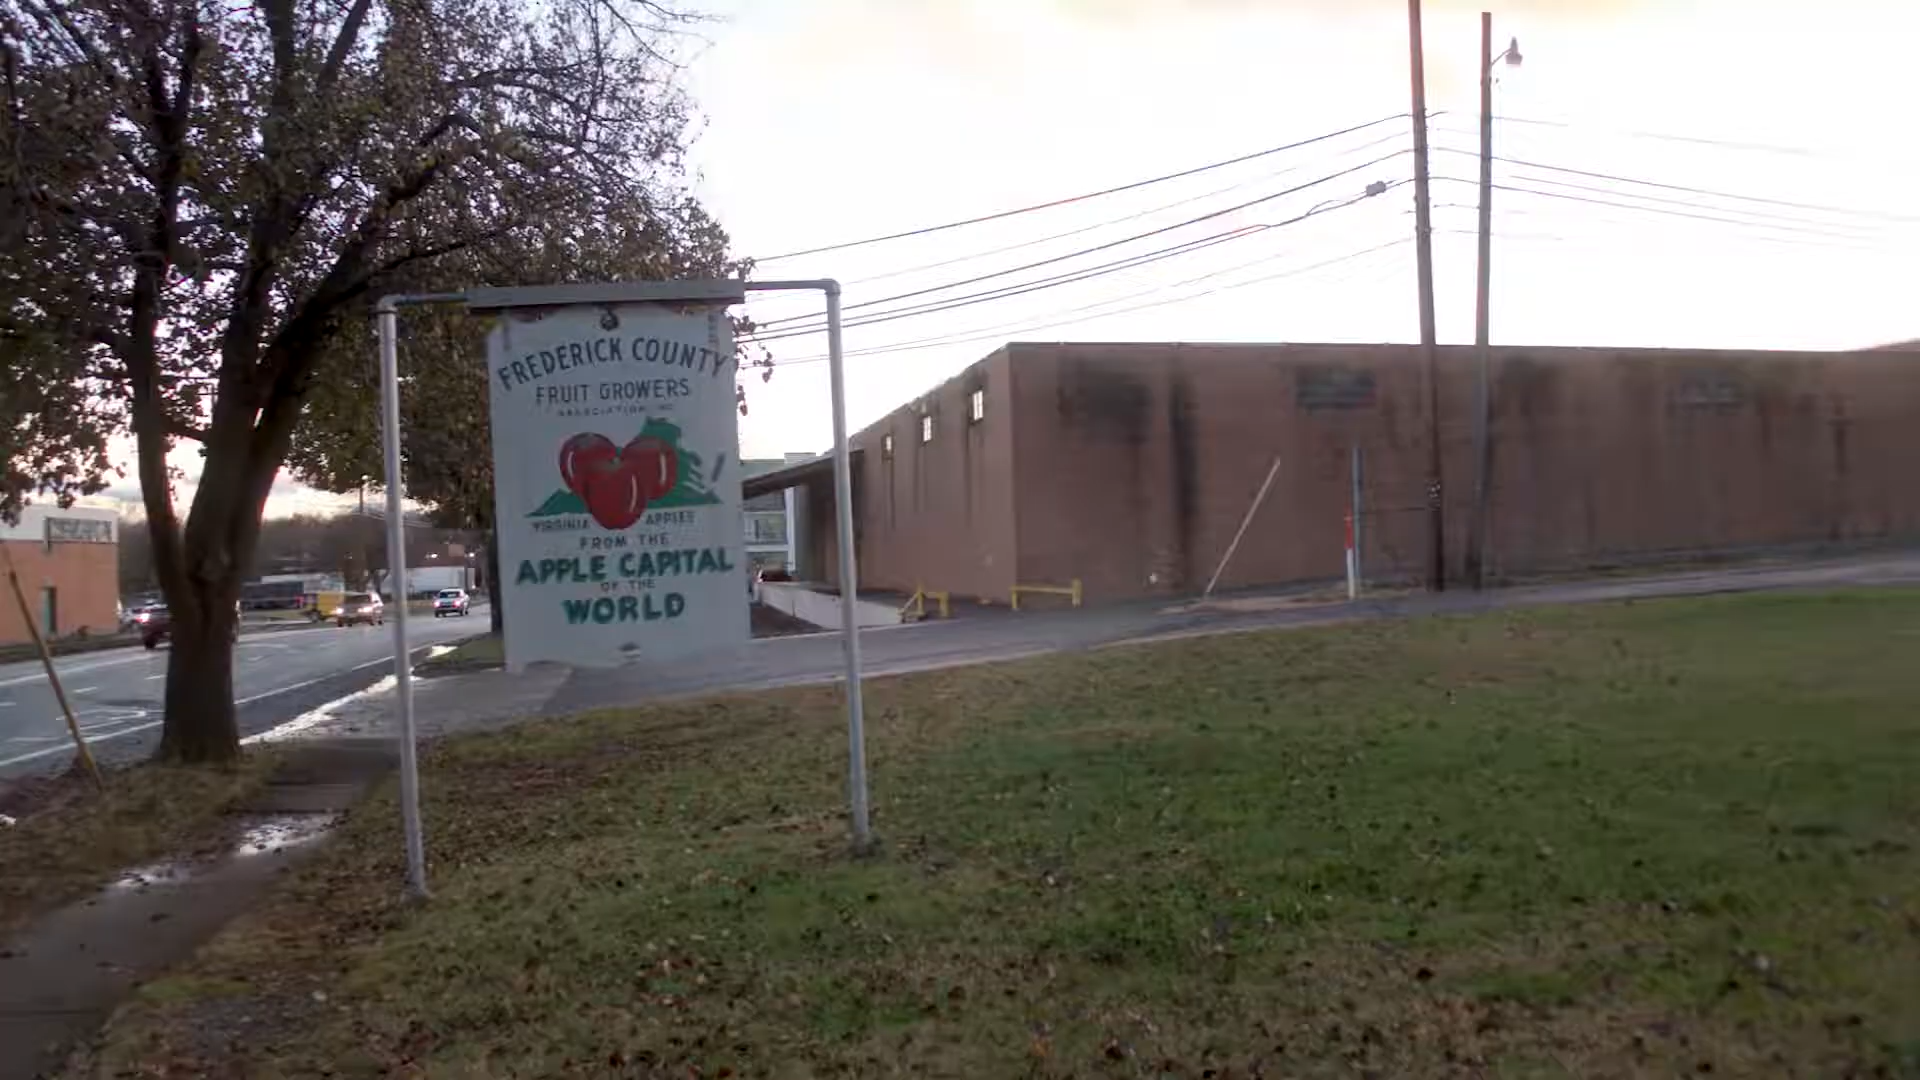 FREDERICK COUNTY
FRUIT GROWERS
ASSOCIATION INC
VIRGINIA APPLES
FROM THE
APPLE CAPITAL
OF THE
WORLD